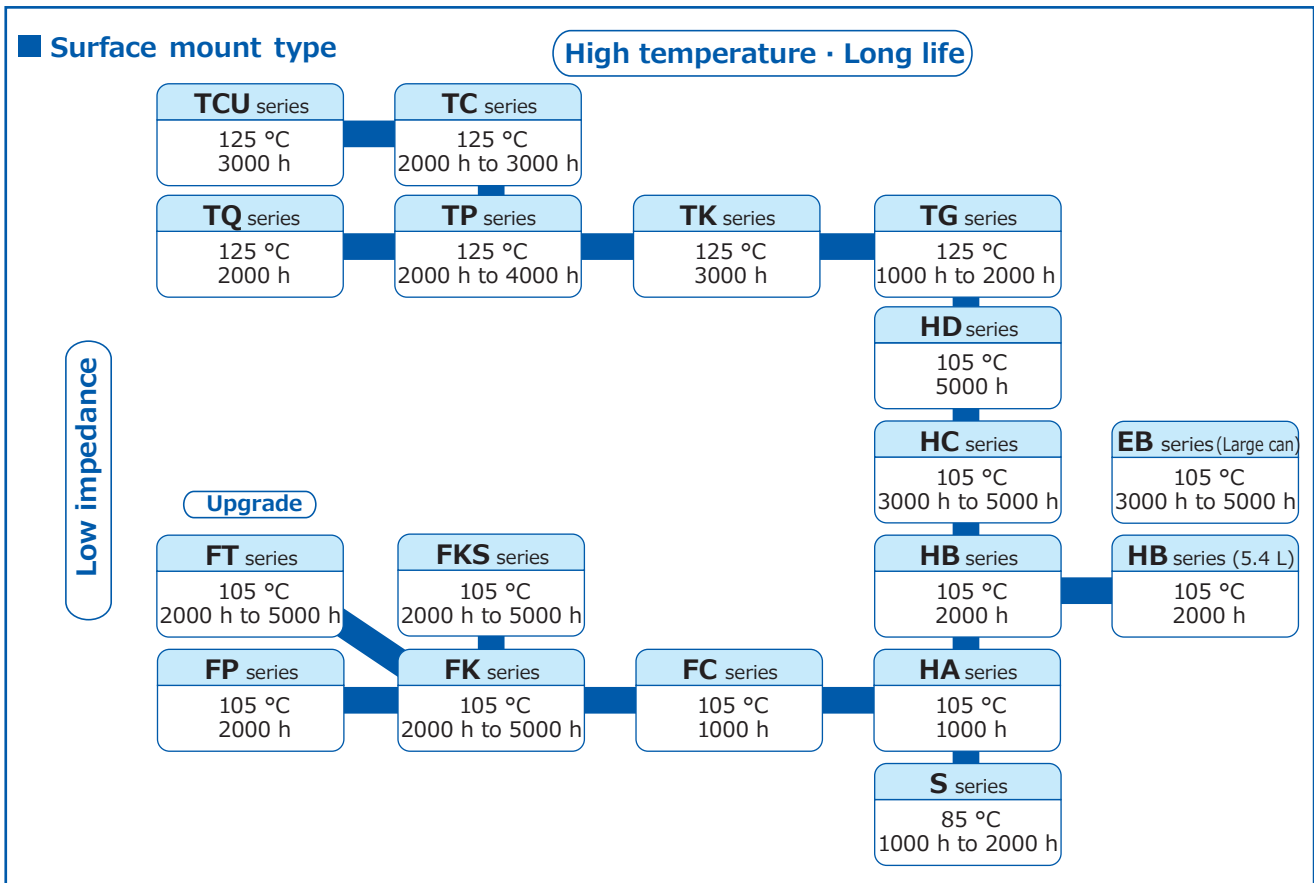 Surface mount type
High temperature · Long life
TCU series
125 °C
3000 h
TC series
125 °C
2000 h to 3000 h
TQ series
125 °C
2000 h
TP series
125 °C
2000 h to 4000 h
TK series
125 °C
3000 h
TG series
125 °C
1000 h to 2000 h
HD series
105 °C
5000 h
Low impedance
HC series
105 °C
3000 h to 5000 h
EB series (Large can)
105 °C
3000 h to 5000 h
Upgrade
FT series
105 °C
2000 h to 5000 h
FKS series
105 °C
2000 h to 5000 h
HB series
105 °C
2000 h
HB series (5.4 L)
105 °C
2000 h
FP series
105 °C
2000 h
FK series
105 °C
2000 h to 5000 h
FC series
105 °C
1000 h
HA series
105 °C
1000 h
S series
85 °C
1000 h to 2000 h